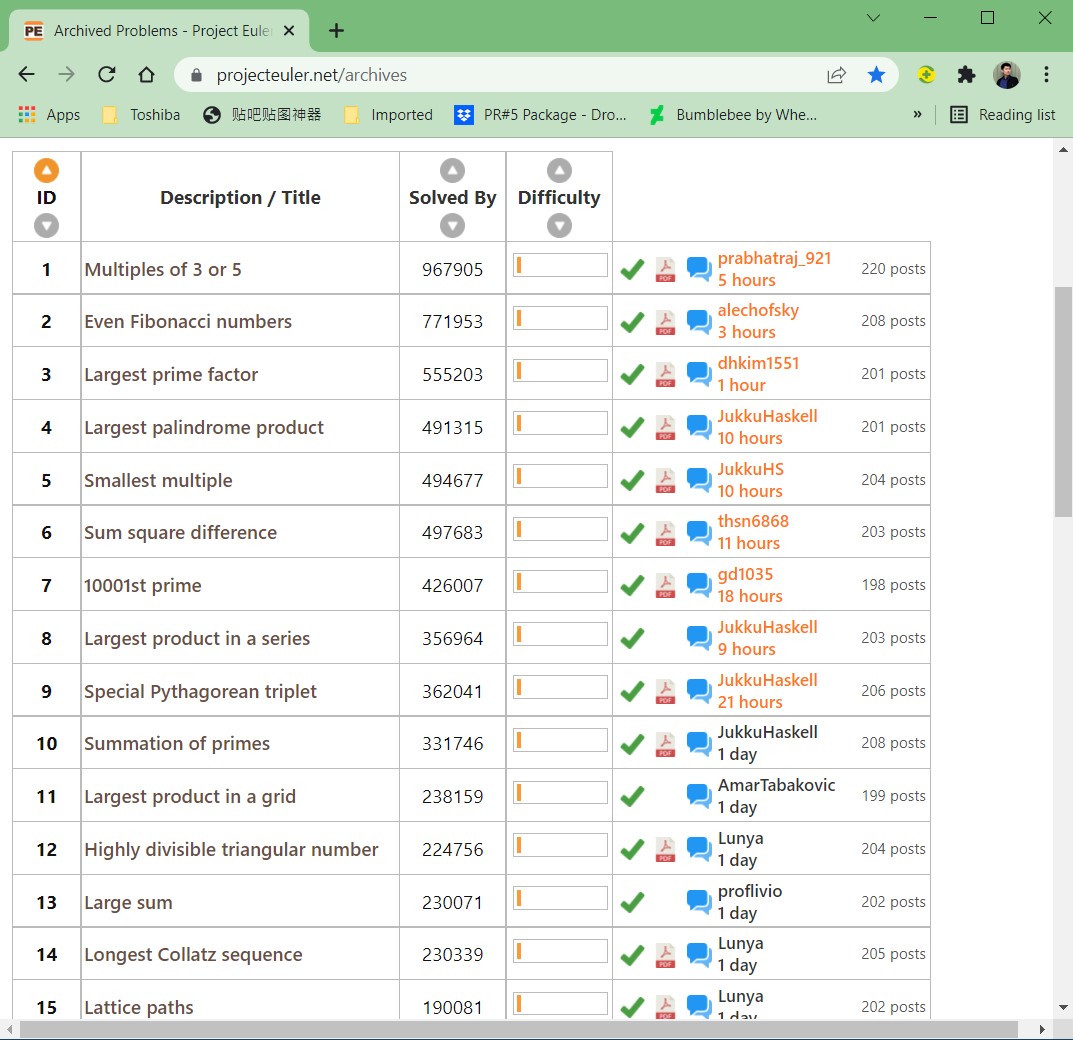 PE Archived Problems - Project Eule
projecteuler.net/archives
Apps Toshiba 贴吧贴图神器 Imported PR#5 Package - Dro... Bumblebee by Whe... » Reading list
ID Description / Title Solved By Difficulty
1 Multiples of 3 or 5 967905 PDF prabhatraj_921 220 posts
5 hours
2 Even Fibonacci numbers 771953 PDF alechofsky 208 posts
3 hours
3 Largest prime factor 555203 PDF dhkim1551 201 posts
1 hour
4 Largest palindrome product 491315 PDF JukkuHaskell 201 posts
10 hours
5 Smallest multiple 494677 PDF JukkuHS 204 posts
10 hours
6 Sum square difference 497683 PDF thsn6868 203 posts
11 hours
7 10001st prime 426007 PDF gd1035 198 posts
18 hours
8 Largest product in a series 356964 JukkuHaskell 203 posts
9 hours
9 Special Pythagorean triplet 362041 PDF JukkuHaskell 206 posts
21 hours
10 Summation of primes 331746 PDF JukkuHaskell 208 posts
1 day
11 Largest product in a grid 238159 AmarTabakovic 199 posts
1 day
12 Highly divisible triangular number 224756 PDF Lunya 204 posts
1 day
13 Large sum 230071 proflivio 202 posts
1 day
14 Longest Collatz sequence 230339 PDF Lunya 205 posts
1 day
15 Lattice paths 190081 PDF Lunya 202 posts
1 day